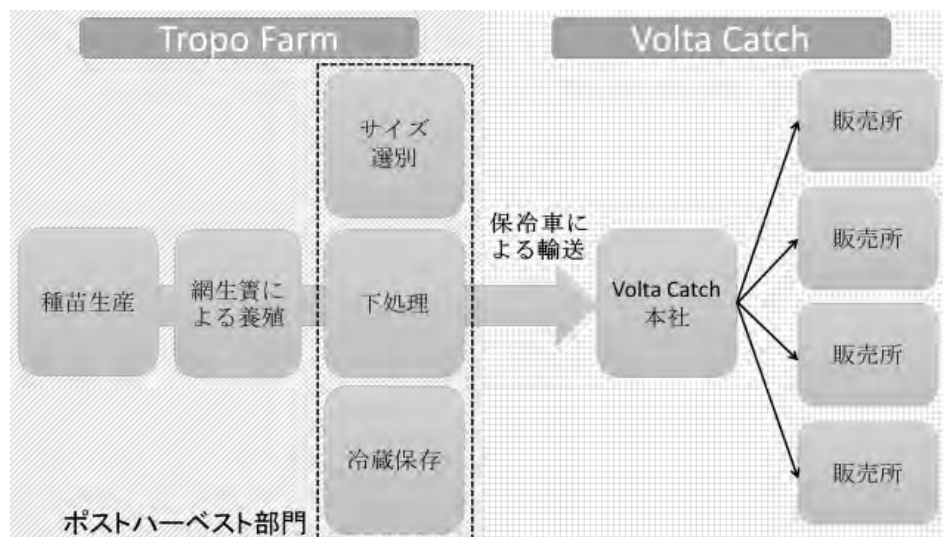 Tropo Farm
Volta Catch
サイズ
選別
種苗生産
網生簀に
よる養殖
下処理
冷蔵保存
ポストハーベスト部門
保冷車に
よる輸送
Volta Catch
本社
販売所
販売所
販売所
販売所